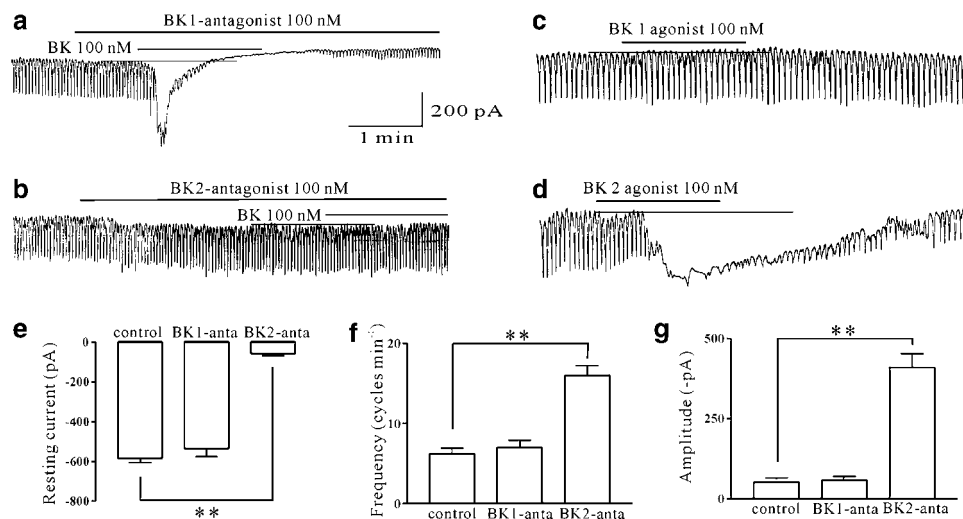 a
BK1-antagonist 100 nM
BK 100 nM
200 pA
1 min
b
BK2-antagonist 100 nM
BK 100 nM
c
BK 1 agonist 100 nM
d
BK 2 agonist 100 nM
e
control BK1-anta BK2-anta
Resting current (pA)
0
-200
-400
-600
-800
**
f
Frequency (cycles min⁻¹)
20
10
0
**
control BK1-anta BK2-anta
g
Amplitude (-pA)
500
250
0
**
control BK1-anta BK2-anta